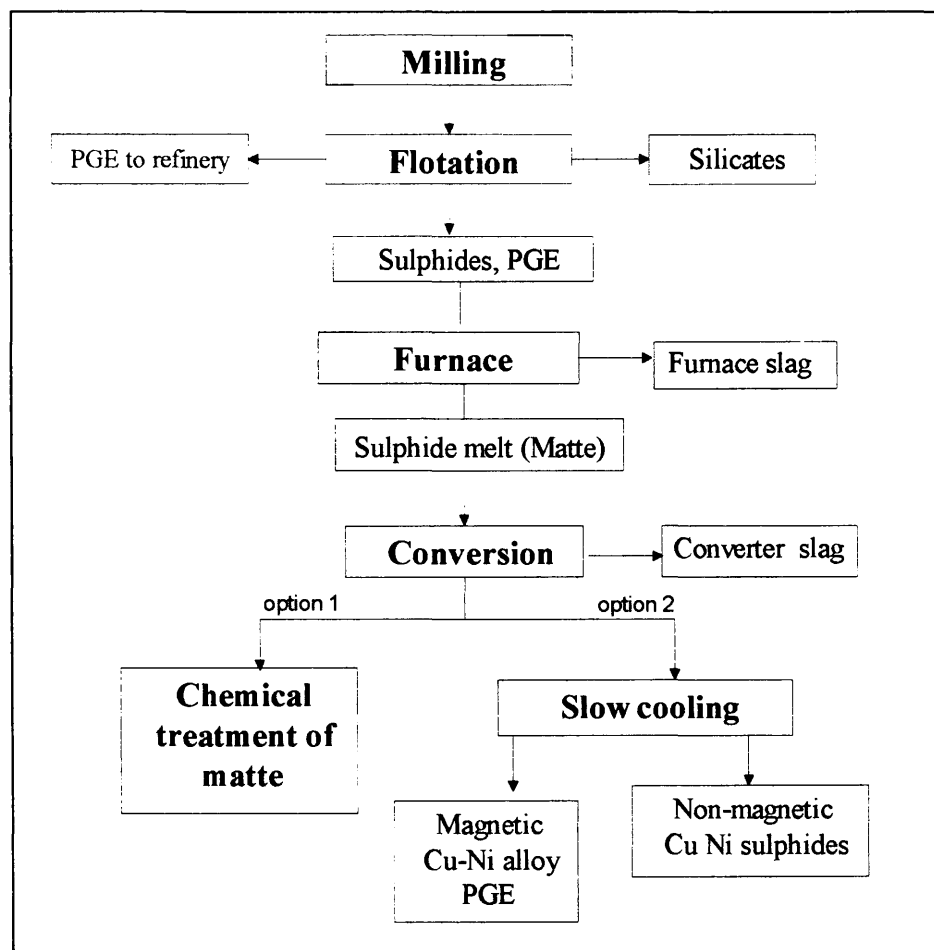 Milling
PGE to refinery
Flotation
Silicates
Sulphides, PGE
Furnace
Furnace slag
Sulphide melt (Matte)
Conversion
Converter slag
option 1
option 2
Chemical
treatment of
matte
Slow cooling
Magnetic
Cu-Ni alloy
PGE
Non-magnetic
Cu Ni sulphides